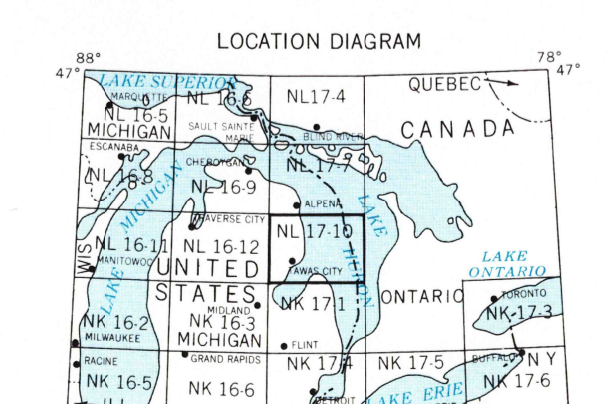 LOCATION DIAGRAM
88° 78°
47° 47°
LAKE SUPERIOR
QUEBEC
MARQUETTE
NL 16-6
NL 17-4
NL 16-5
MICHIGAN
SAULT SAINTE
MARIE
BLIND RIVER
CANADA
ESCANABA
CHEBOYGAN
NL 17-7
NL 16-8
NL 16-9
LAKE MICHIGAN
ALPENA
LAKE HURON
TRAVERSE CITY
NL 17-10
NL 16-11
NL 16-12
WIS
MANITOWOC
UNITED
STATES
TAWAS CITY
LAKE
ONTARIO
NK 17-1
ONTARIO
TORONTO
NK 17-3
MIDLAND
NK 16-2
NK 16-3
MILWAUKEE
MICHIGAN
FLINT
RACINE
GRAND RAPIDS
NK 17-4
NK 17-5
BUFFALO
N Y
NK 16-5
NK 16-6
NK 17-6
DETROIT
LAKE ERIE